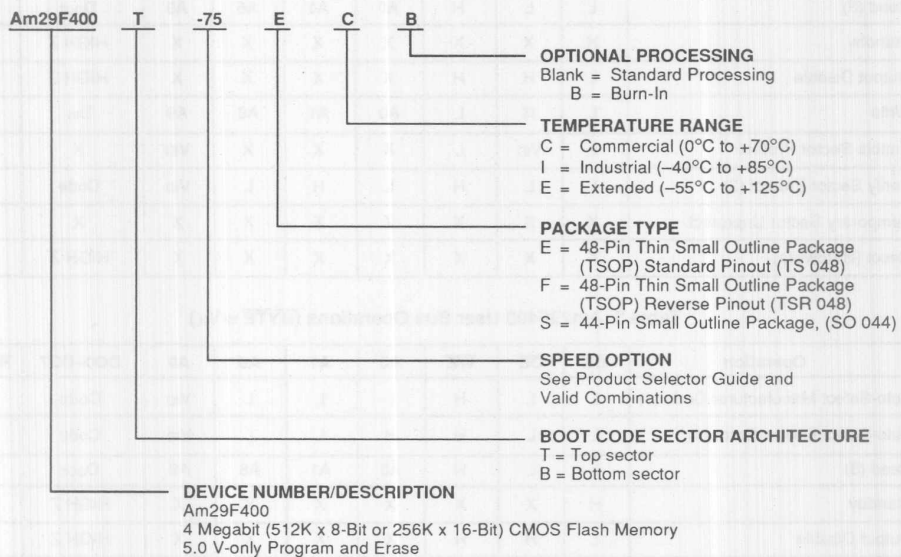 Am29F400 T -75 E C B
OPTIONAL PROCESSING
Blank = Standard Processing
B = Burn-In
TEMPERATURE RANGE
C = Commercial (0°C to +70°C)
I = Industrial (–40°C to +85°C)
E = Extended (–55°C to +125°C)
PACKAGE TYPE
E = 48-Pin Thin Small Outline Package
(TSOP) Standard Pinout (TS 048)
F = 48-Pin Thin Small Outline Package
(TSOP) Reverse Pinout (TSR 048)
S = 44-Pin Small Outline Package, (SO 044)
SPEED OPTION
See Product Selector Guide and
Valid Combinations
BOOT CODE SECTOR ARCHITECTURE
T = Top sector
B = Bottom sector
DEVICE NUMBER/DESCRIPTION
Am29F400
4 Megabit (512K x 8-Bit or 256K x 16-Bit) CMOS Flash Memory
5.0 V-only Program and Erase